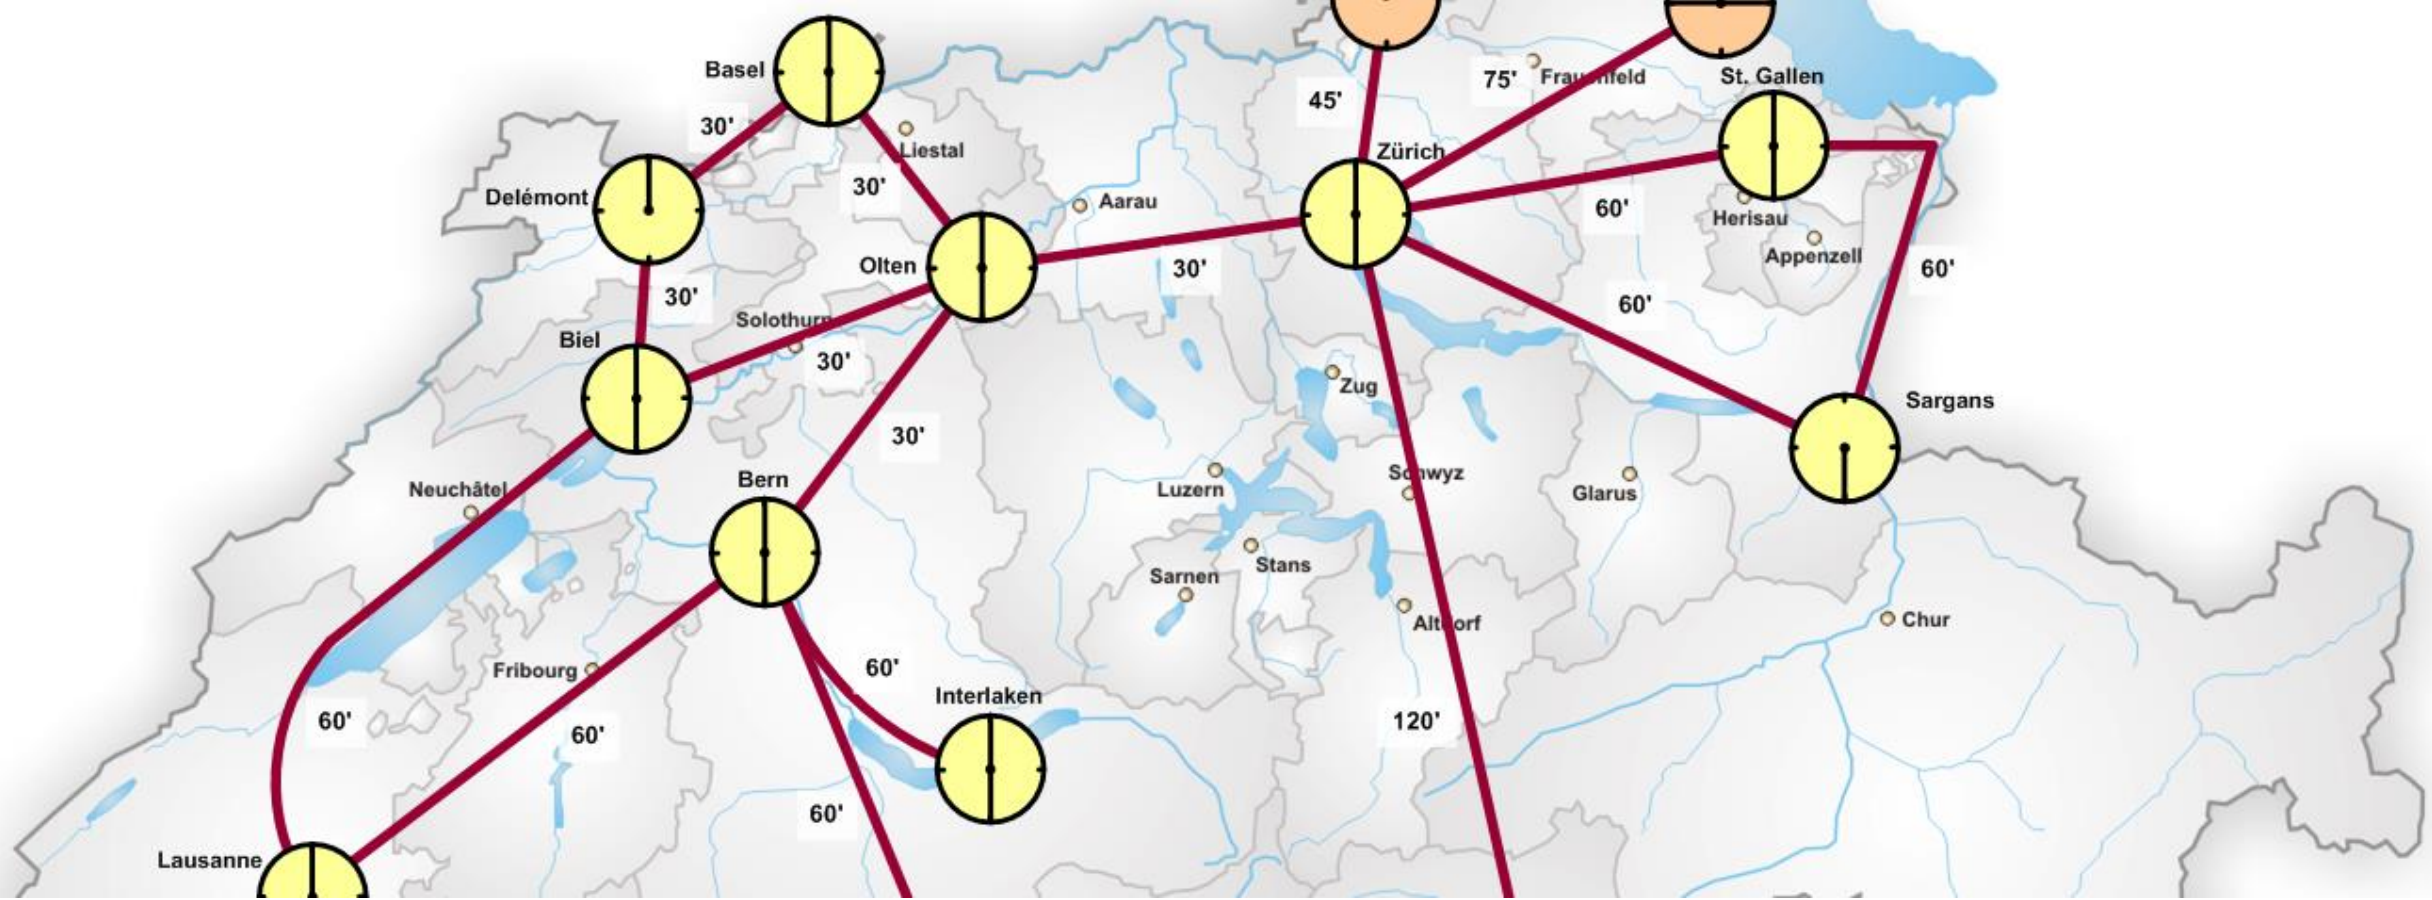 Basel
30'
Liestal
30'
Delémont
30'
Aarau
Olten
30'
45'
75'
Frauenfeld
St. Gallen
Zürich
60'
Herisau
Appenzell
60'
60'
Solothurn
30'
Biel
30'
Zug
Sargans
Neuchâtel
Bern
Luzern
Schwyz
Glarus
Sarnen
Stans
Altdorf
Chur
Fribourg
60'
60'
60'
Interlaken
120'
60'
Lausanne